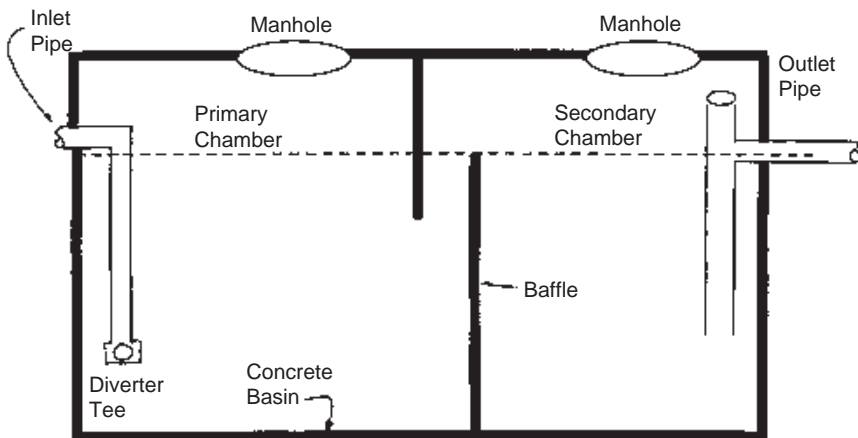 Inlet
Pipe
Manhole
Manhole
Outlet
Pipe
Primary
Chamber
Secondary
Chamber
Baffle
Diverter
Tee
Concrete
Basin